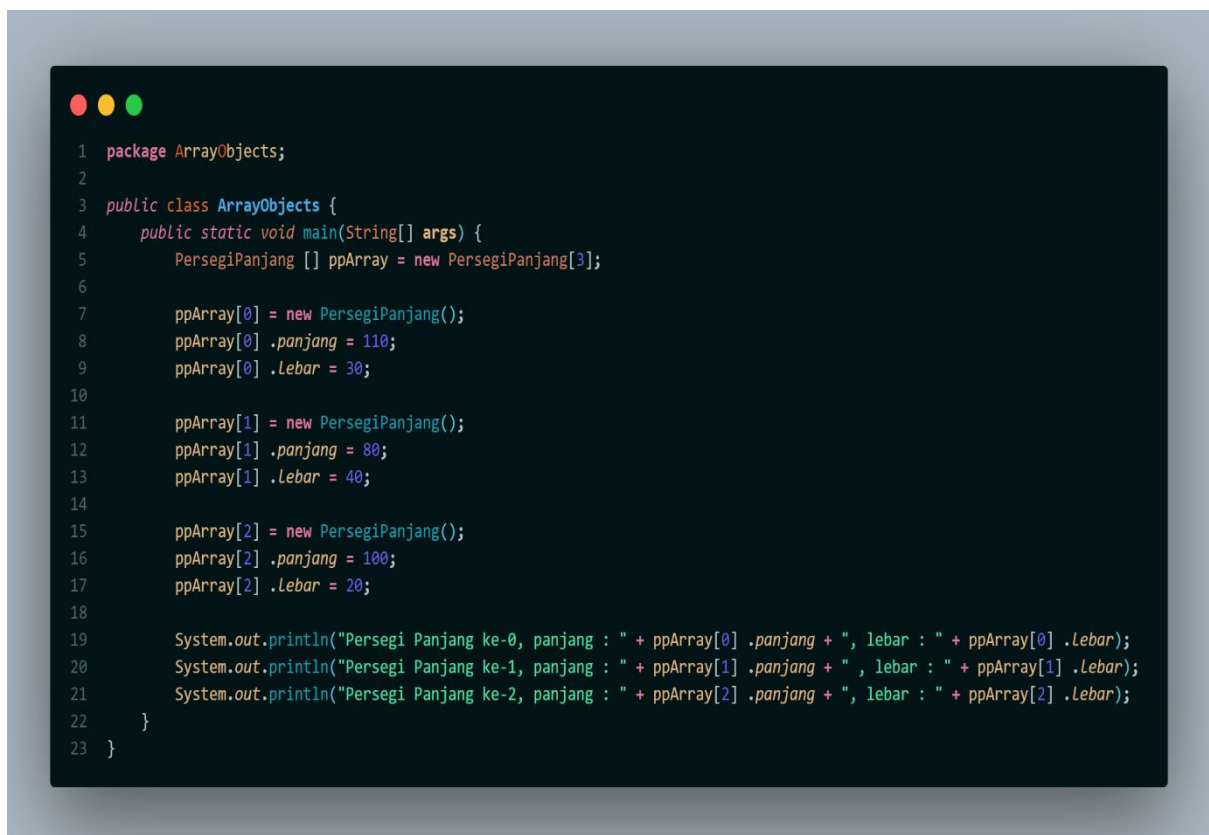 1 package ArrayObjects;
2
3 public class ArrayObjects {
4     public static void main(String[] args) {
5         PersegiPanjang [] ppArray = new PersegiPanjang[3];
6
7         ppArray[0] = new PersegiPanjang();
8         ppArray[0] .panjang = 110;
9         ppArray[0] .lebar = 30;
10
11         ppArray[1] = new PersegiPanjang();
12         ppArray[1] .panjang = 80;
13         ppArray[1] .lebar = 40;
14
15         ppArray[2] = new PersegiPanjang();
16         ppArray[2] .panjang = 100;
17         ppArray[2] .lebar = 20;
18
19         System.out.println("Persegi Panjang ke-0, panjang : " + ppArray[0] .panjang + ", lebar : " + ppArray[0] .lebar);
20         System.out.println("Persegi Panjang ke-1, panjang : " + ppArray[1] .panjang + " , lebar : " + ppArray[1] .lebar);
21         System.out.println("Persegi Panjang ke-2, panjang : " + ppArray[2] .panjang + ", lebar : " + ppArray[2] .lebar);
22     }
23 }